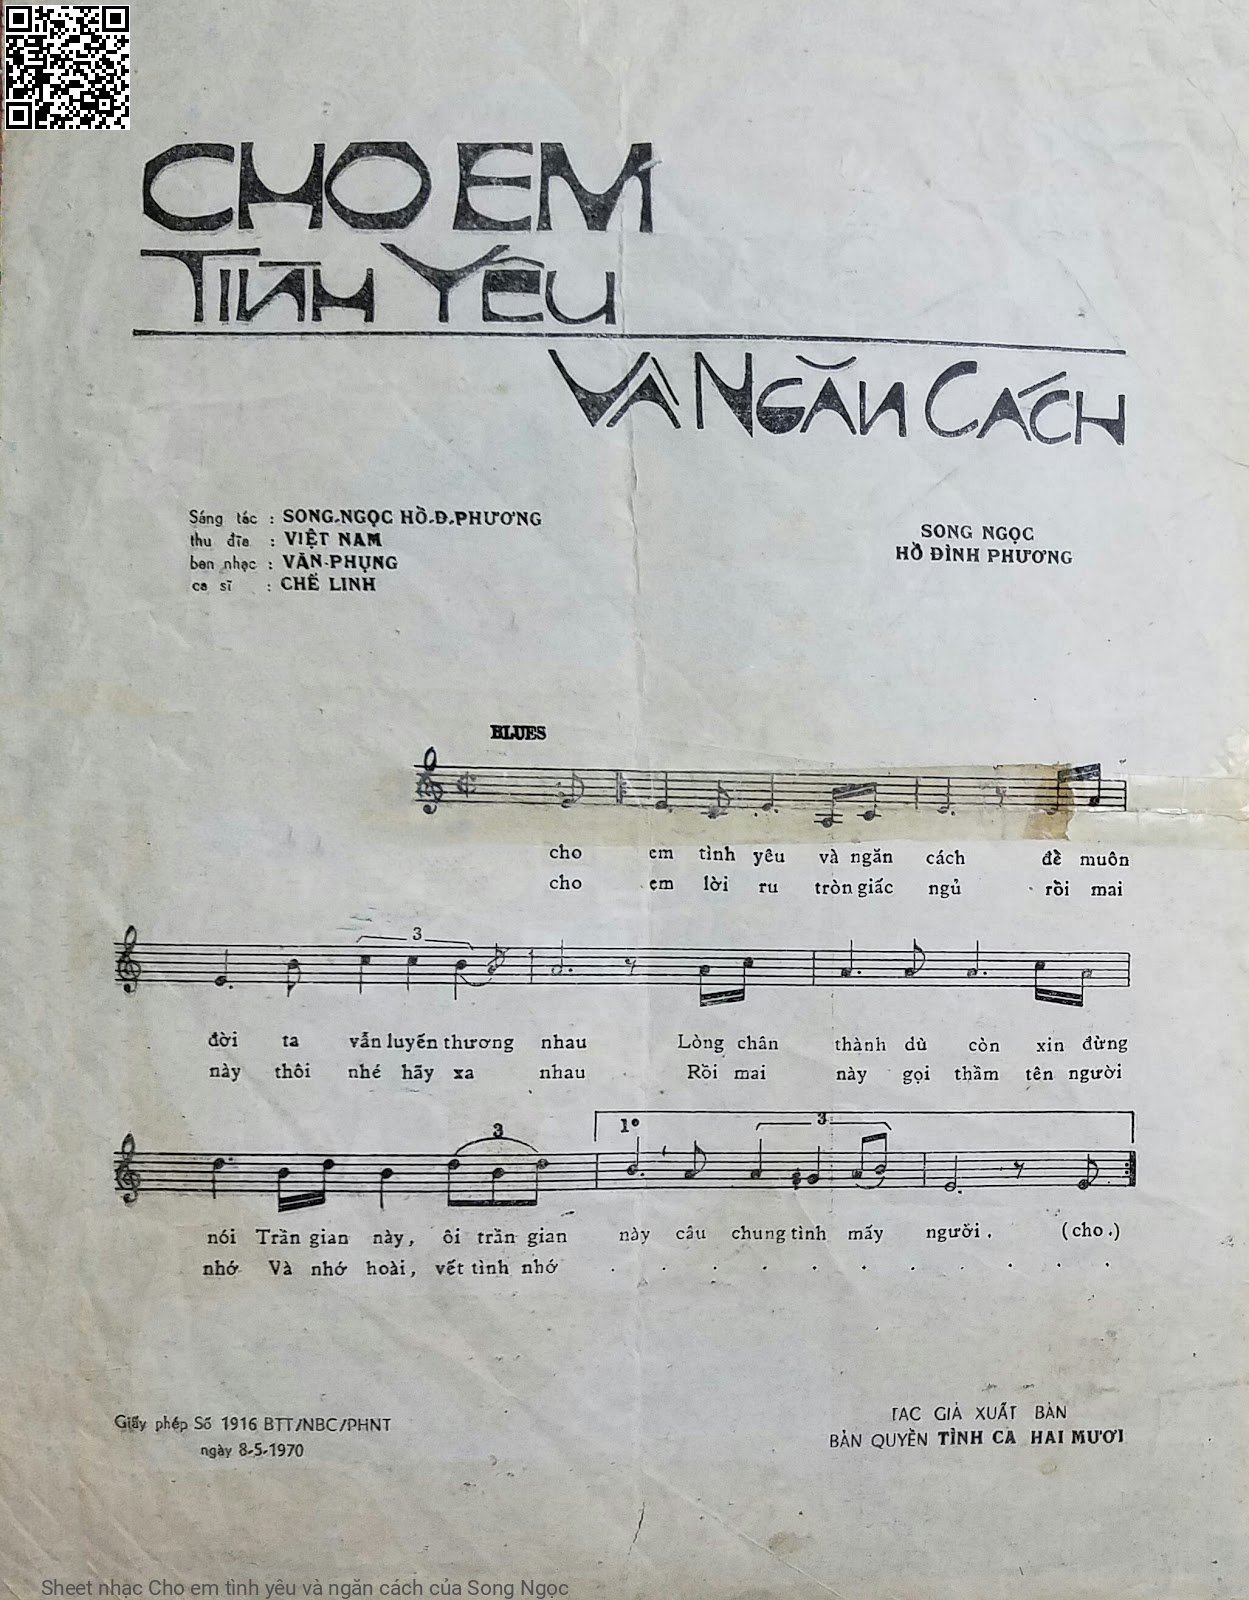 CHO EM
TÌNH YÊU
VÀ NGĂN CÁCH
Sáng tác : SONG-NGỌC HỒ-Đ-PHƯƠNG
thu đĩa : VIỆT NAM
ban nhạc : VĂN-PHỤNG
ca sĩ : CHẾ LINH
SONG NGỌC
HỒ ĐÌNH PHƯƠNG
BLUES
cho em tình yêu và ngăn cách để muôn
cho em lời ru tròn giấc ngủ rồi mai
3
đời ta vẫn luyến thương nhau Lòng chân thành dù còn xin đừng
này thôi nhé hãy xa nhau Rồi mai này gọi thầm tên người
3 1º 3
nói Trần gian này, ôi trần gian này câu chung tình mấy người. (cho.)
nhớ Và nhớ hoài, vết tình nhớ . . . . . . . . . . .
Giấy phép Số 1916 BTT/NBC/PHNT
ngày 8-5-1970
TÁC GIẢ XUẤT BẢN
BẢN QUYỀN TÌNH CA HAI MƯƠI
Sheet nhạc Cho em tình yêu và ngăn cách của Song Ngọc